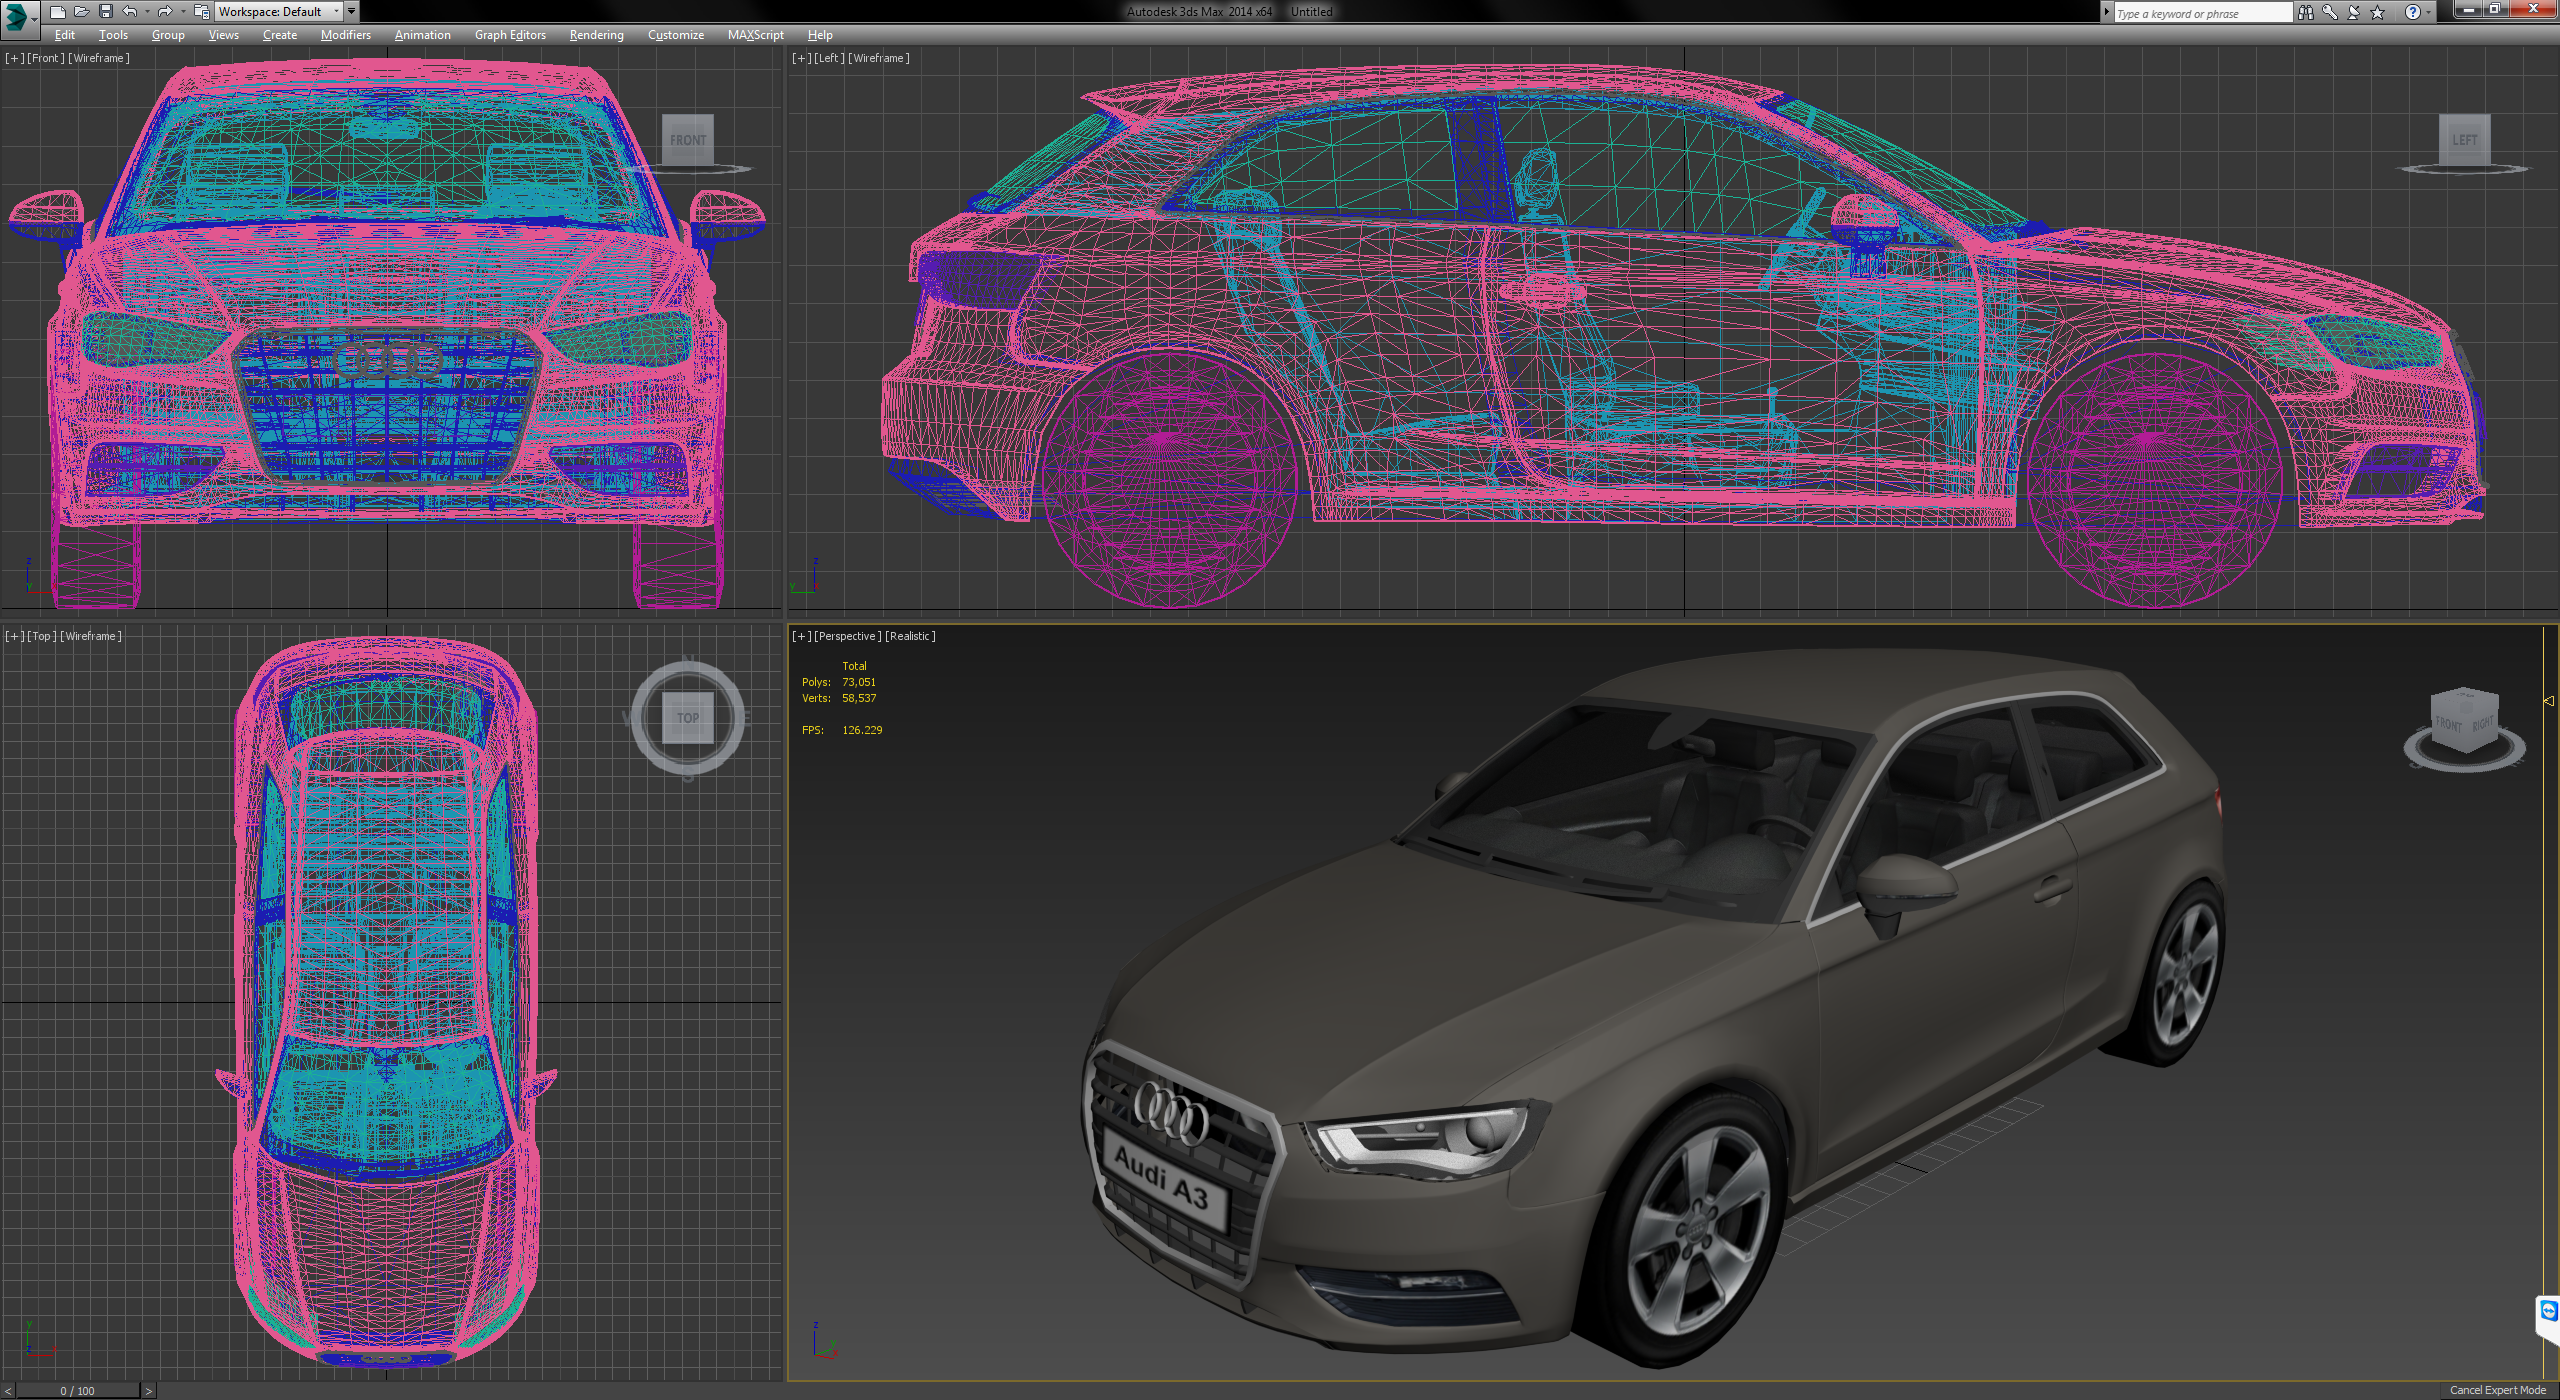 Workspace: Default
Autodesk 3ds Max 2014 x64 Untitled
Type a keyword or phrase
Edit Tools Group Views Create Modifiers Animation Graph Editors Rendering Customize MAXScript Help
[+] [Front] [Wireframe]
FRONT
[+] [Left] [Wireframe]
LEFT
z
y
z
y
[+] [Top] [Wireframe]
N
W
TOP
E
S
y
z
[+] [Perspective] [Realistic]
Total
Polys: 73,051
Verts: 58,537
FPS: 126.229
FRONT
RIGHT
Audi A3
z
y
< 0 / 100 >
Cancel Expert Mode